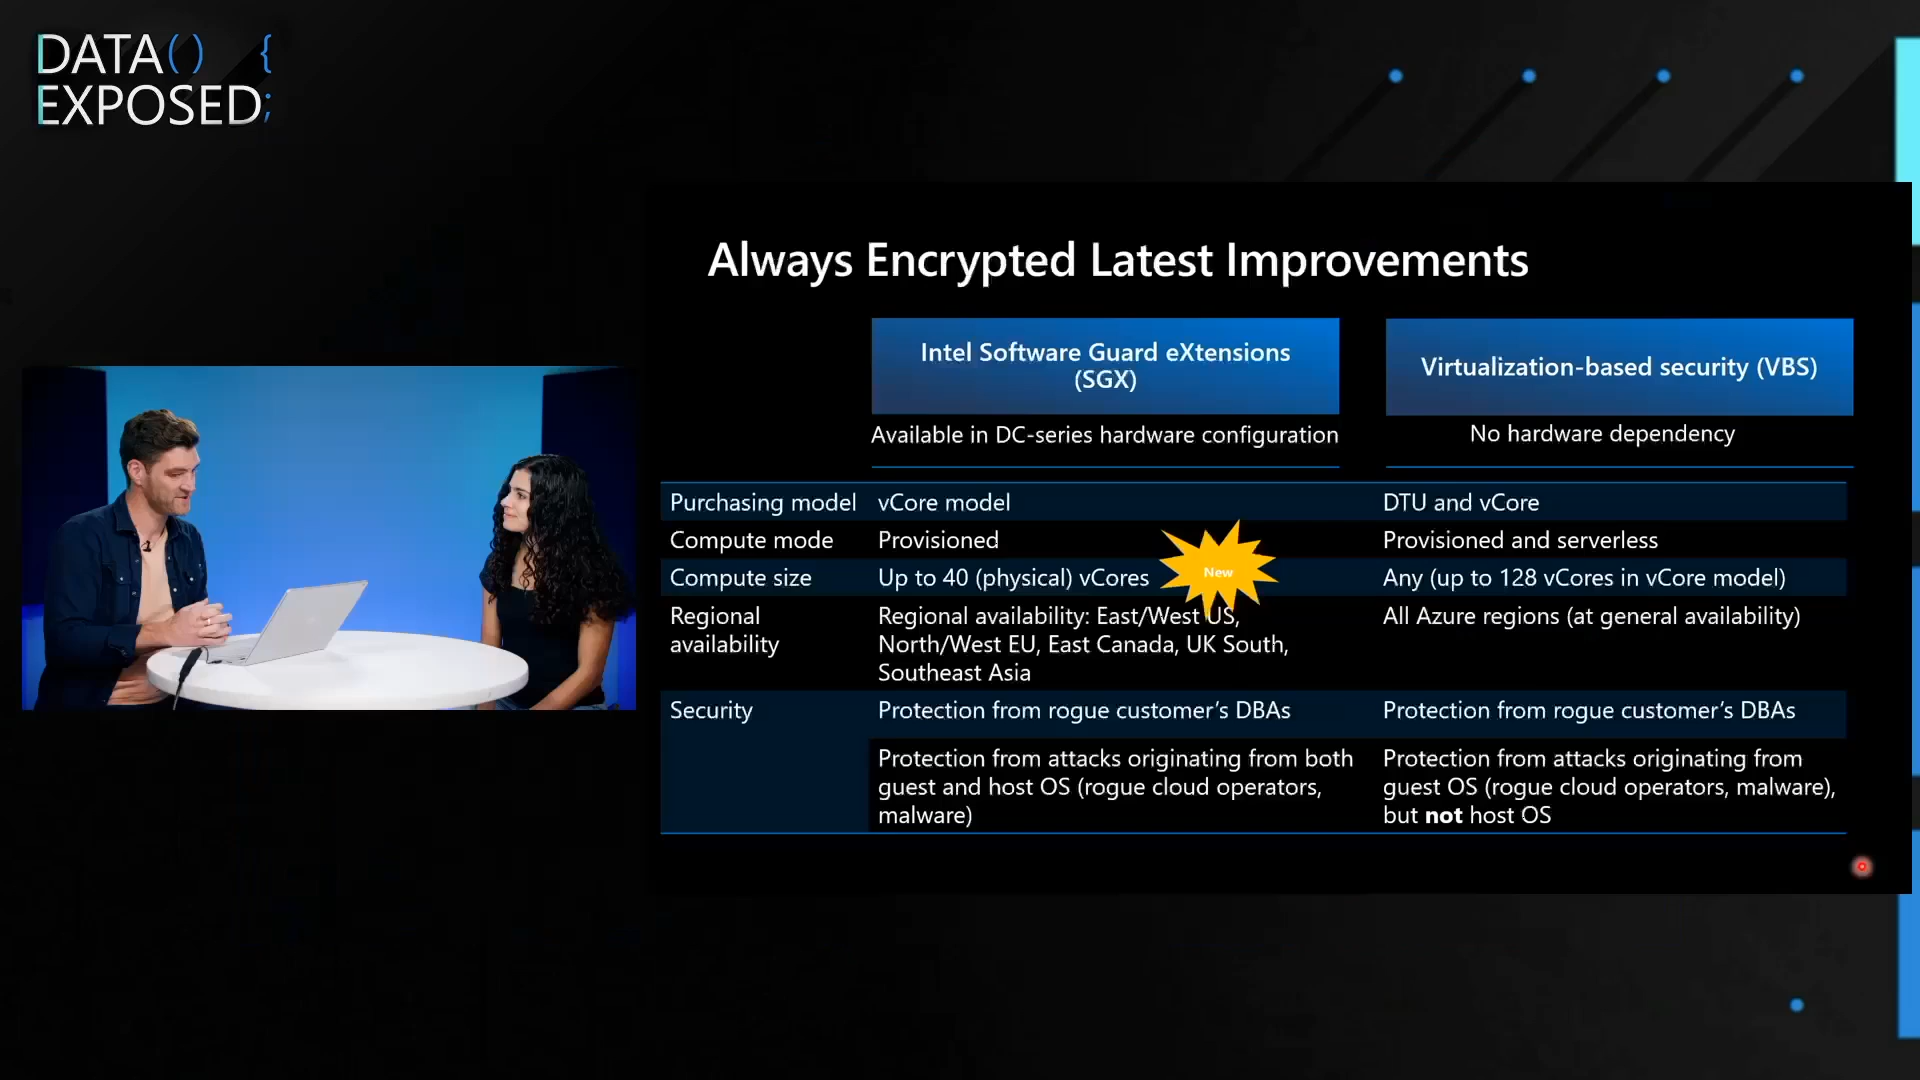 DATA() {
EXPOSED;
Always Encrypted Latest Improvements
Intel Software Guard eXtensions
(SGX)
Virtualization-based security (VBS)
Available in DC-series hardware configuration
No hardware dependency
Purchasing model
vCore model
DTU and vCore
Compute mode
Provisioned
Provisioned and serverless
Compute size
Up to 40 (physical) vCores
New
Any (up to 128 vCores in vCore model)
Regional
availability
Regional availability: East/West US,
North/West EU, East Canada, UK South,
Southeast Asia
All Azure regions (at general availability)
Security
Protection from rogue customer’s DBAs
Protection from rogue customer’s DBAs
Protection from attacks originating from both
guest and host OS (rogue cloud operators,
malware)
Protection from attacks originating from
guest OS (rogue cloud operators, malware),
but not host OS